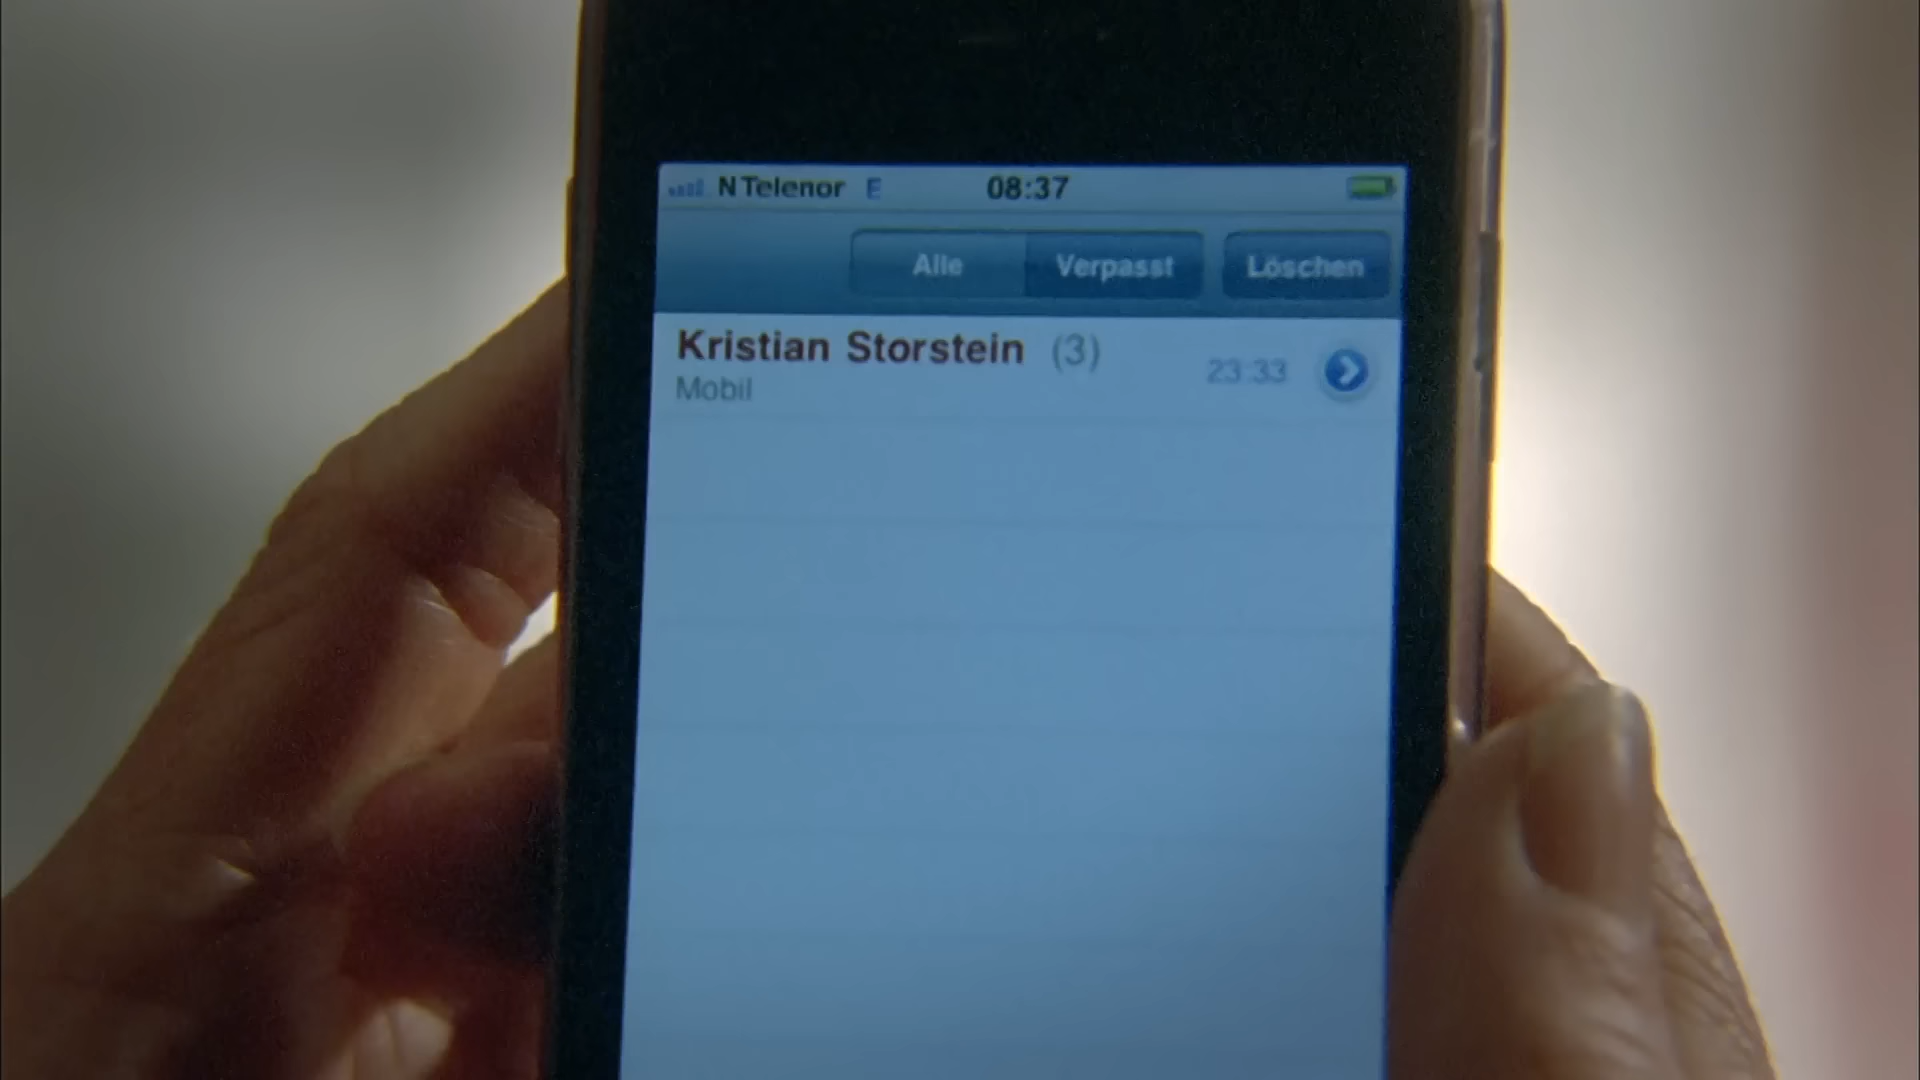 N Telenor E 08:37
Alle Verpasst Löschen
Kristian Storstein (3)
Mobil 23:33